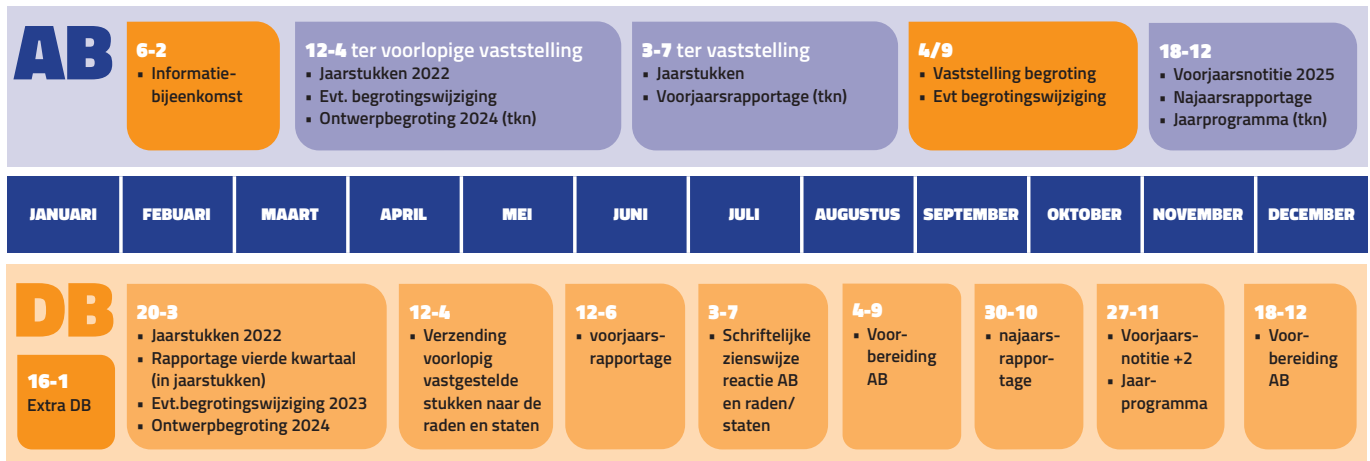 AB
6-2
▪ Informatie-
bijeenkomst
12-4 ter voorlopige vaststelling
▪ Jaarstukken 2022
▪ Evt. begrotingswijziging
▪ Ontwerpbegroting 2024 (tkn)
3-7 ter vaststelling
▪ Jaarstukken
▪ Voorjaarsrapportage (tkn)
4/9
▪ Vaststelling begroting
▪ Evt begrotingswijziging
18-12
▪ Voorjaarsnotitie 2025
▪ Najaarsrapportage
▪ Jaarprogramma (tkn)
JANUARI FEBUARI MAART APRIL MEI JUNI JULI AUGUSTUS SEPTEMBER OKTOBER NOVEMBER DECEMBER
DB
16-1
Extra DB
20-3
▪ Jaarstukken 2022
▪ Rapportage vierde kwartaal
(in jaarstukken)
▪ Evt.begrotingswijziging 2023
▪ Ontwerpbegroting 2024
12-4
▪ Verzending
voorlopig
vastgestelde
stukken naar de
raden en staten
12-6
▪ voorjaars-
rapportage
3-7
▪ Schriftelijke
zienswijze
reactie AB
en raden/
staten
4-9
▪ Voor-
bereiding
AB
30-10
▪ najaars-
rappor-
tage
27-11
▪ Voorjaars-
notitie +2
▪ Jaar-
programma
18-12
▪ Voor-
bereiding
AB